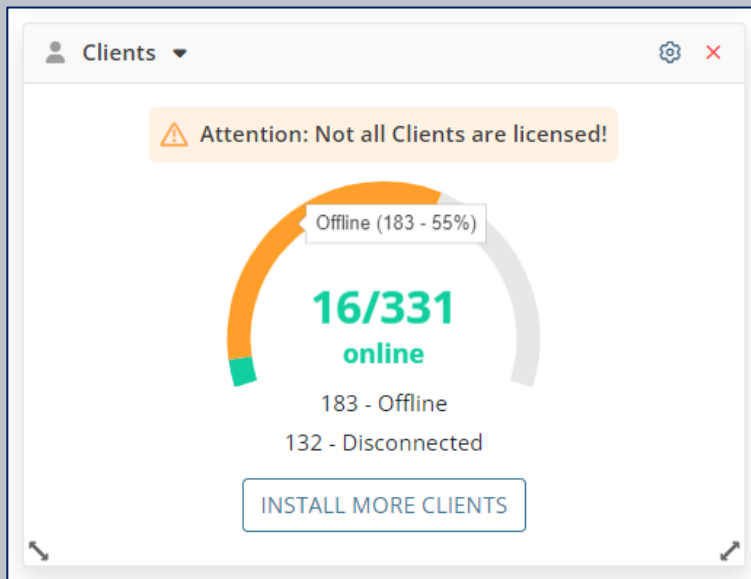 Clients
Attention: Not all Clients are licensed!
Offline (183 - 55%)
16/331
online
183 - Offline
132 - Disconnected
INSTALL MORE CLIENTS